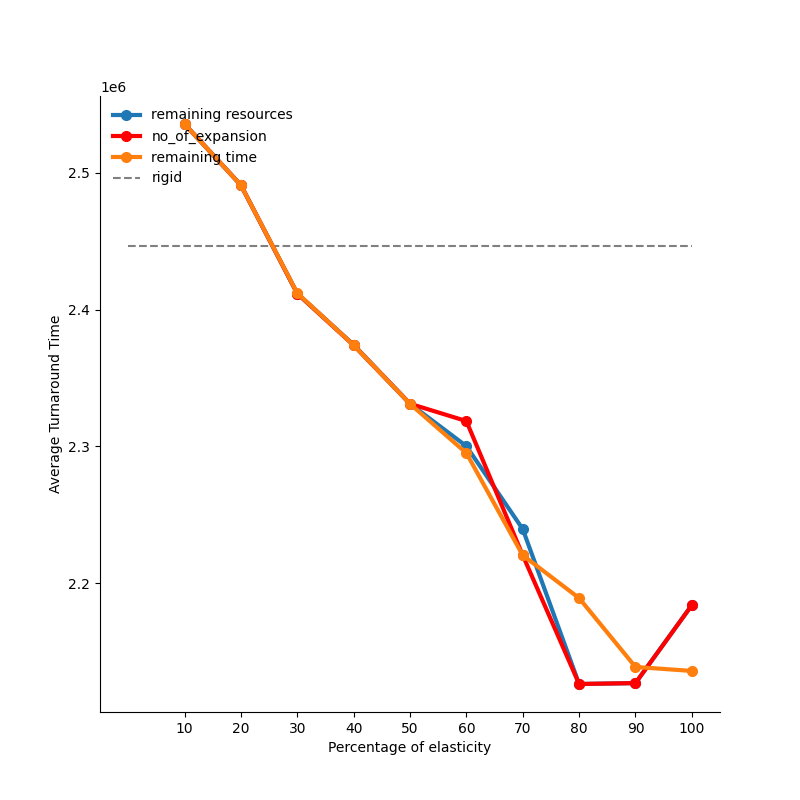 1e6
remaining resources
no_of_expansion
remaining time
rigid
2.5
2.4
2.3
2.2
Average Turnaround Time
10 20 30 40 50 60 70 80 90 100
Percentage of elasticity